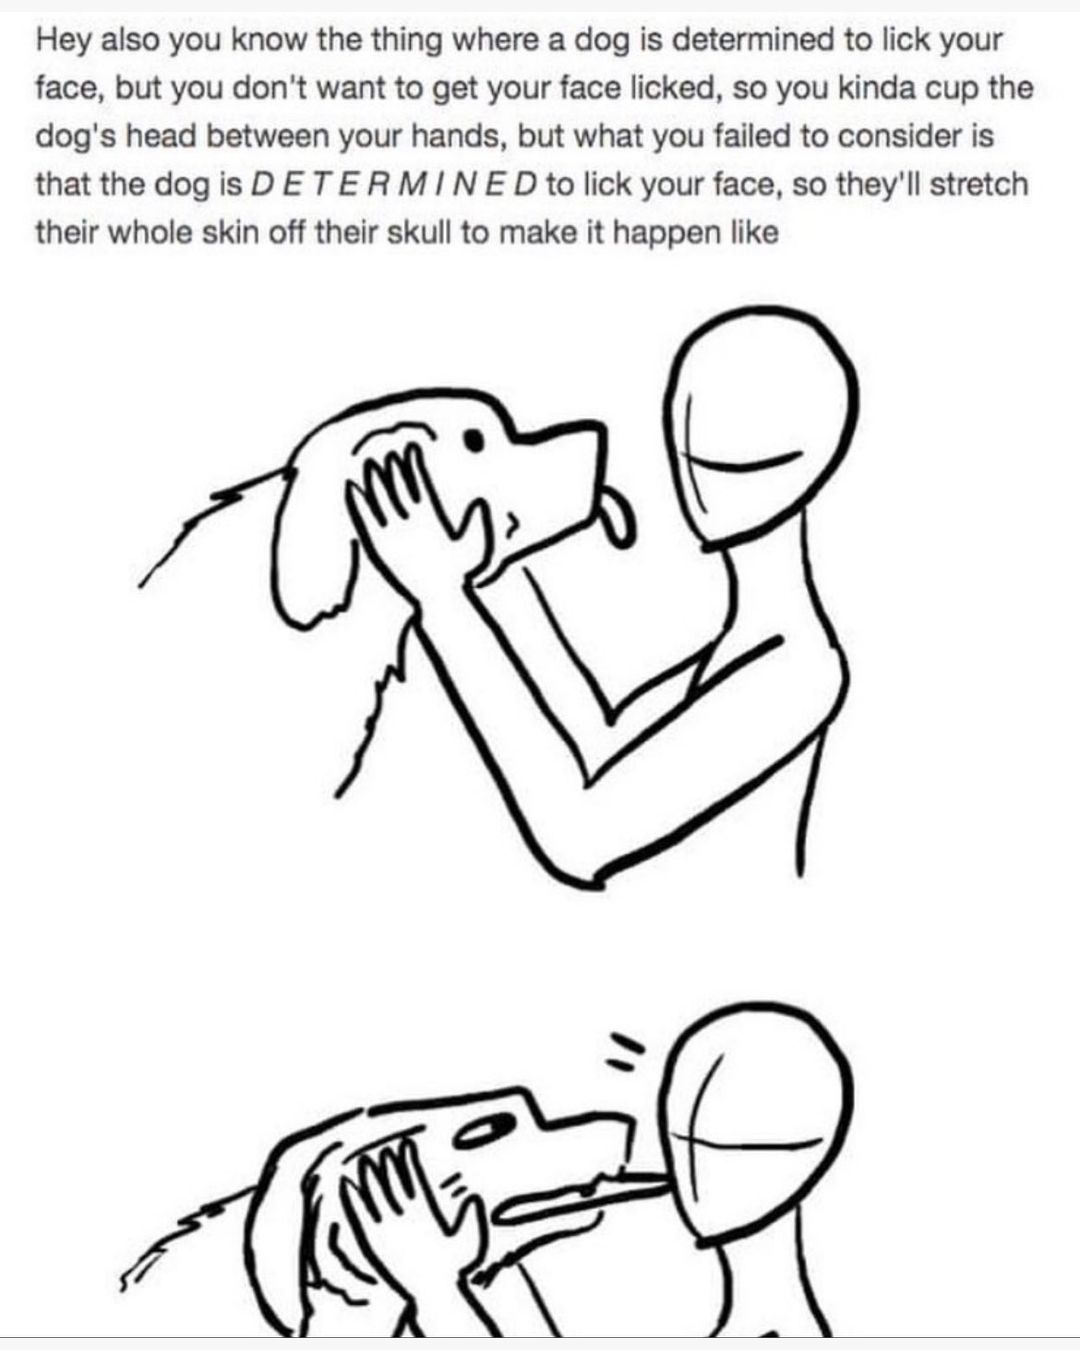 Hey also you know the thing where a dog is determined to lick your
face, but you don't want to get your face licked, so you kinda cup the
dog's head between your hands, but what you failed to consider is
that the dog is D E T E R M I N E D to lick your face, so they'll stretch
their whole skin off their skull to make it happen like